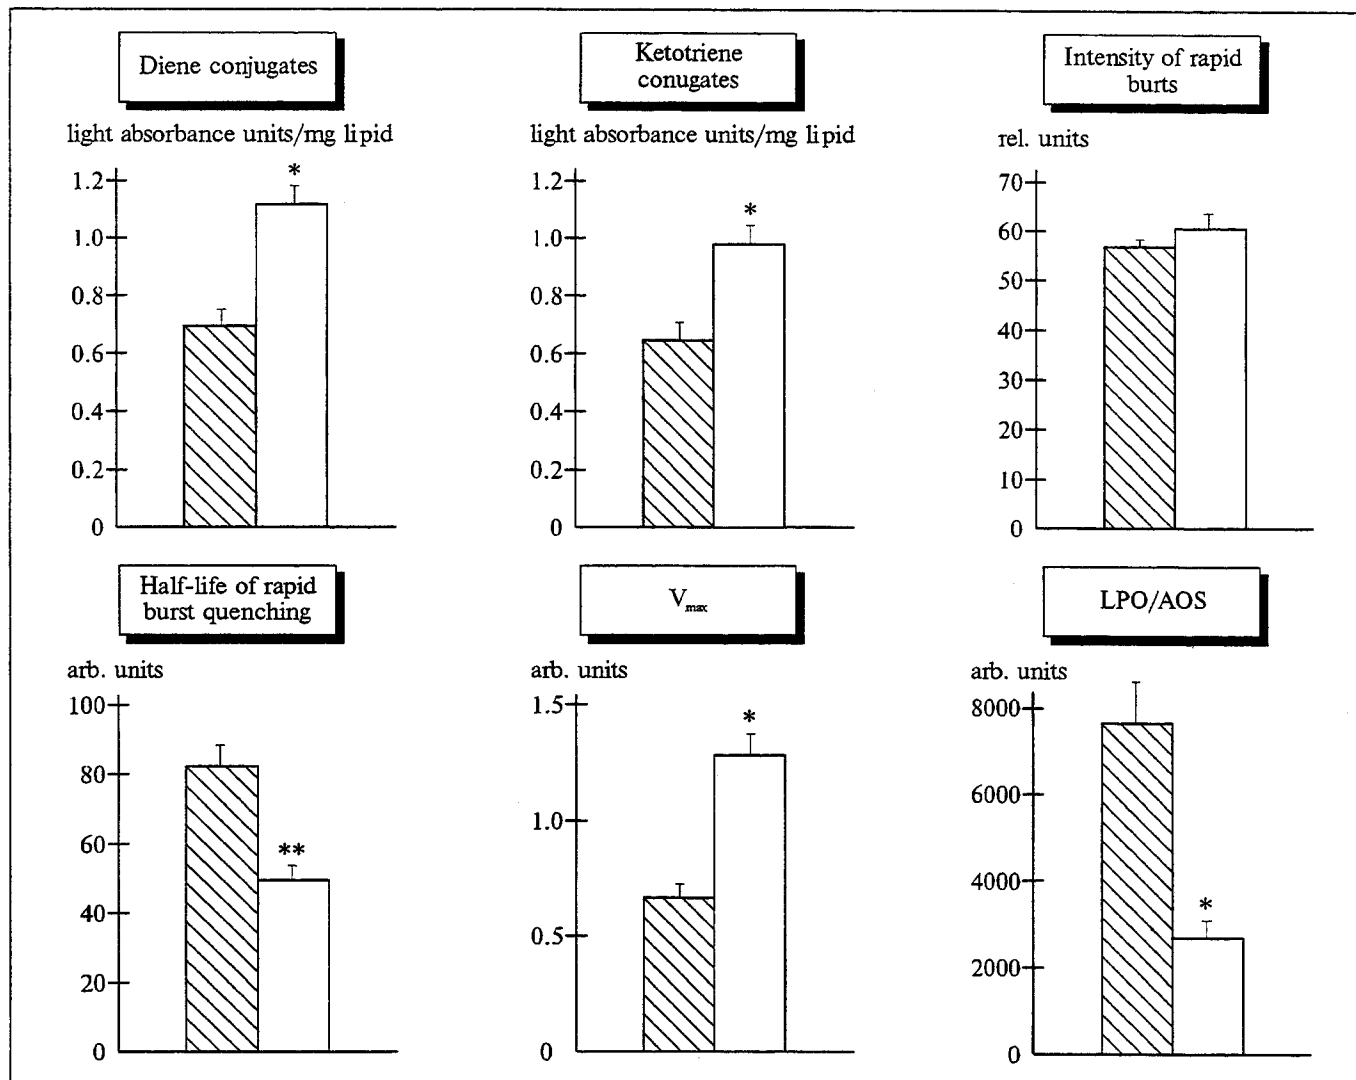 Diene conjugates
light absorbance units/mg lipid
*
1.2
1.0
0.8
0.6
0.4
0.2
0
Ketotriene
conugates
light absorbance units/mg lipid
*
1.2
1.0
0.8
0.6
0.4
0.2
0
Intensity of rapid
burts
rel. units
70
60
50
40
30
20
10
0
Half-life of rapid
burst quenching
arb. units
**
100
80
60
40
20
0
Vmax
arb. units
*
1.5
1.0
0.5
0
LPO/AOS
arb. units
*
8000
6000
4000
2000
0